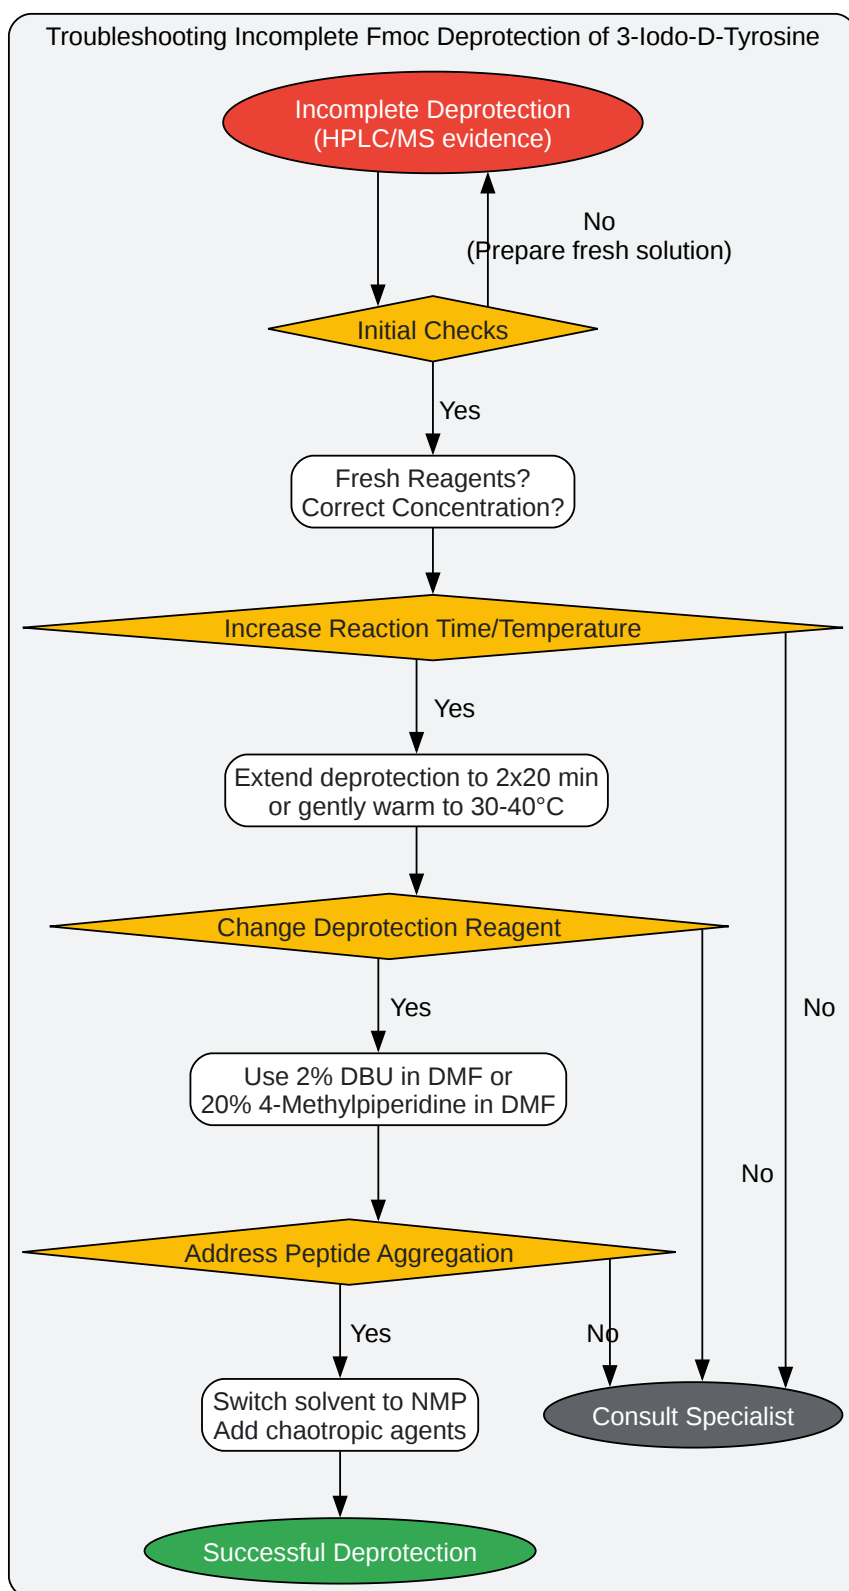 Troubleshooting Incomplete Fmoc Deprotection of 3-Iodo-D-Tyrosine
Incomplete Deprotection
(HPLC/MS evidence)
No
(Prepare fresh solution)
Initial Checks
Yes
Fresh Reagents?
Correct Concentration?
Increase Reaction Time/Temperature
Yes
Extend deprotection to 2x20 min
or gently warm to 30-40°C
Change Deprotection Reagent
Yes
No
Use 2% DBU in DMF or
20% 4-Methylpiperidine in DMF
No
Address Peptide Aggregation
Yes
No
Switch solvent to NMP
Add chaotropic agents
Consult Specialist
Successful Deprotection